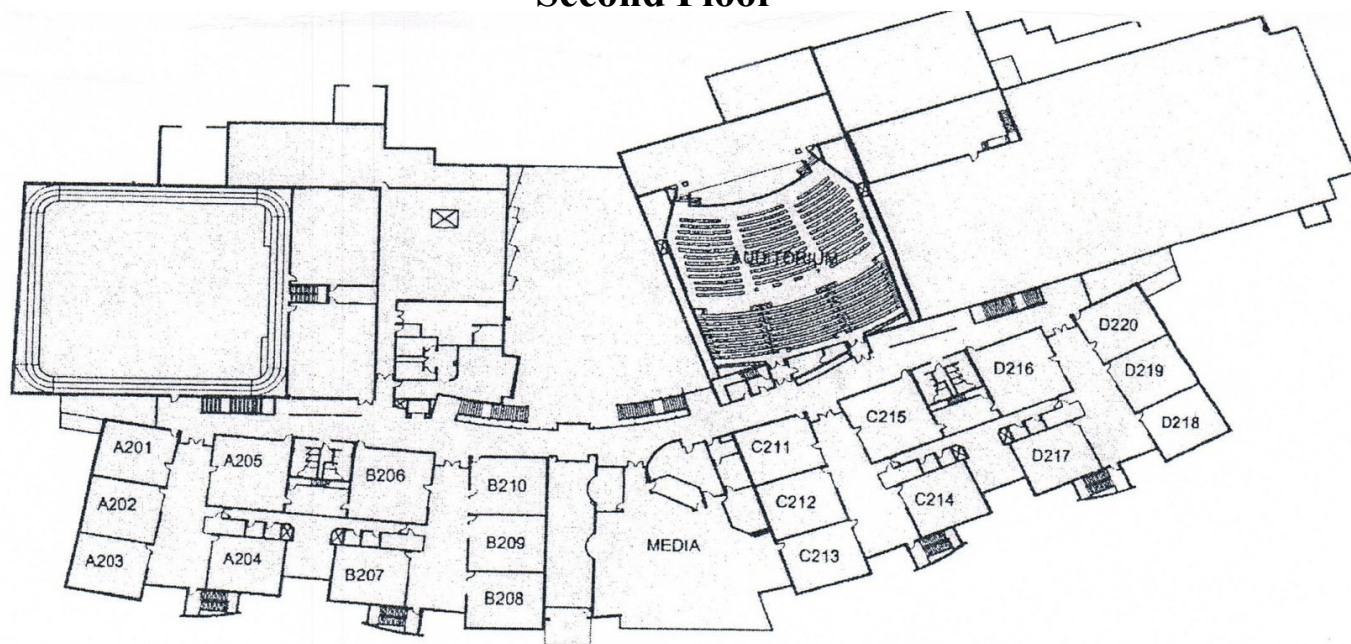 Second Floor
AUDITORIUM
D220
D216
D219
C215
D218
C211
A201
A205
B206
D217
B210
C212
C214
A202
B209
MEDIA
C213
A203
A204
B207
B208